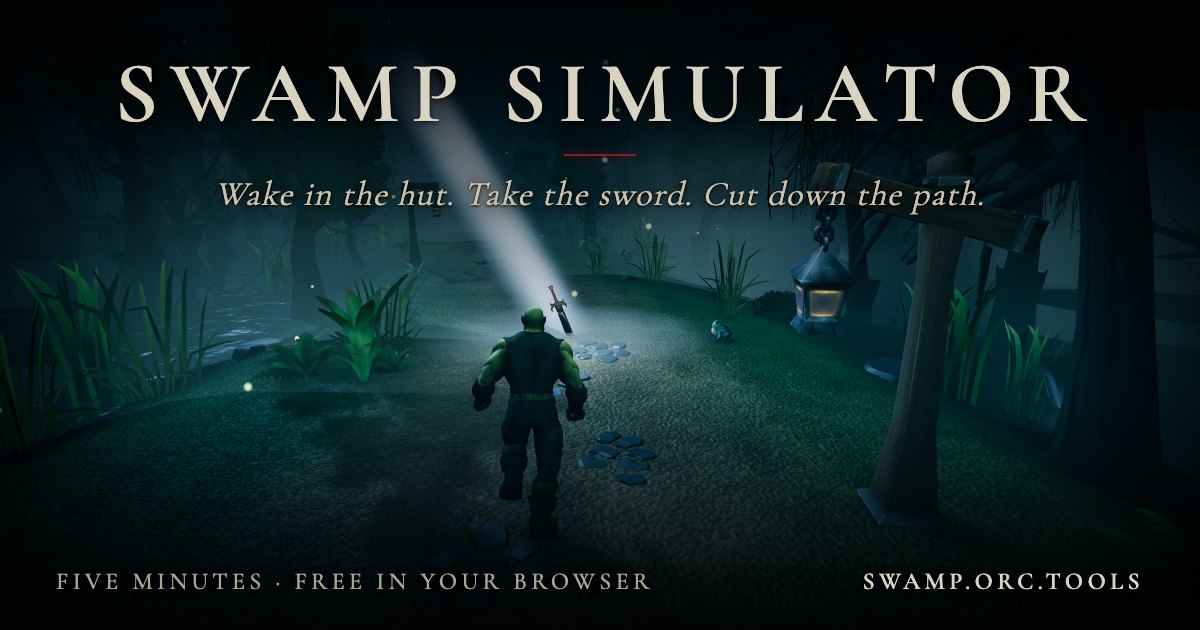 SWAMP SIMULATOR
Wake in the hut. Take the sword. Cut down the path.
FIVE MINUTES · FREE IN YOUR BROWSER
SWAMP.ORC.TOOLS